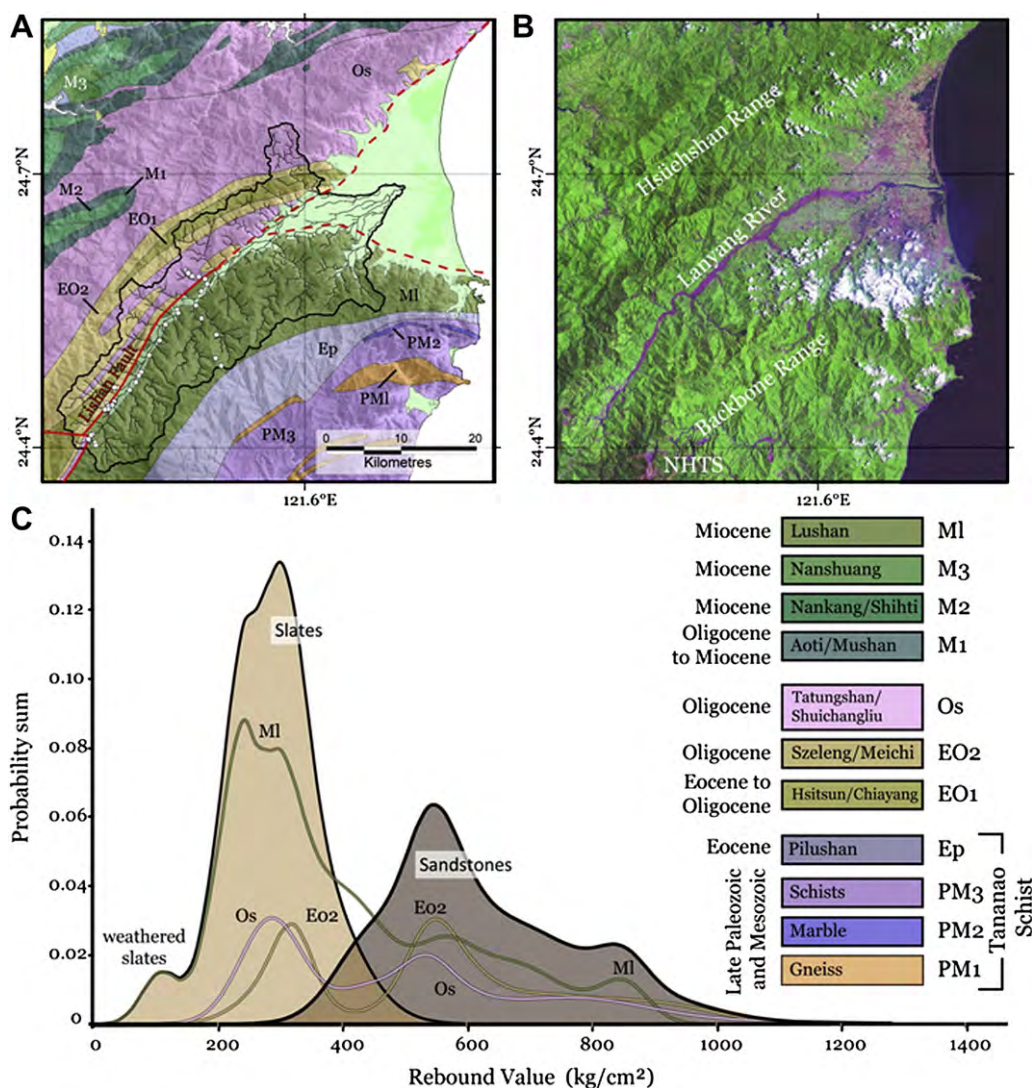 A
M3
Os
24.7°N
M2
M1
EO1
EO2
Ml
Lishan Fault
Ep
PM2
PM1
PM3
24.4°N
0 10 20
Kilometres
121.6°E
B
Hsüehshan Range
24.7°N
Lanyang River
Backbone Range
24.4°N
NHTS
121.6°E
C
Probability sum
0.14
0.12
0.10
0.08
0.06
0.04
0.02
0
Slates
Ml
Sandstones
weathered
slates
Os
Eo2
Eo2
Os
Ml
0 200 400 600 800 1000 1200 1400
Rebound Value (kg/cm²)
Miocene Lushan Ml
Miocene Nanshuang M3
Miocene Nankang/Shihti M2
Oligocene
to Miocene Aoti/Mushan M1
Oligocene Tatungshan/
Shuichangliu Os
Oligocene Szeleng/Meichi EO2
Eocene to
Oligocene Hsitsun/Chiayang EO1
Eocene Pilushan Ep
Late Paleozoic
and Mesozoic
Schists PM3
Marble PM2
Gneiss PM1
Tananao
Schist